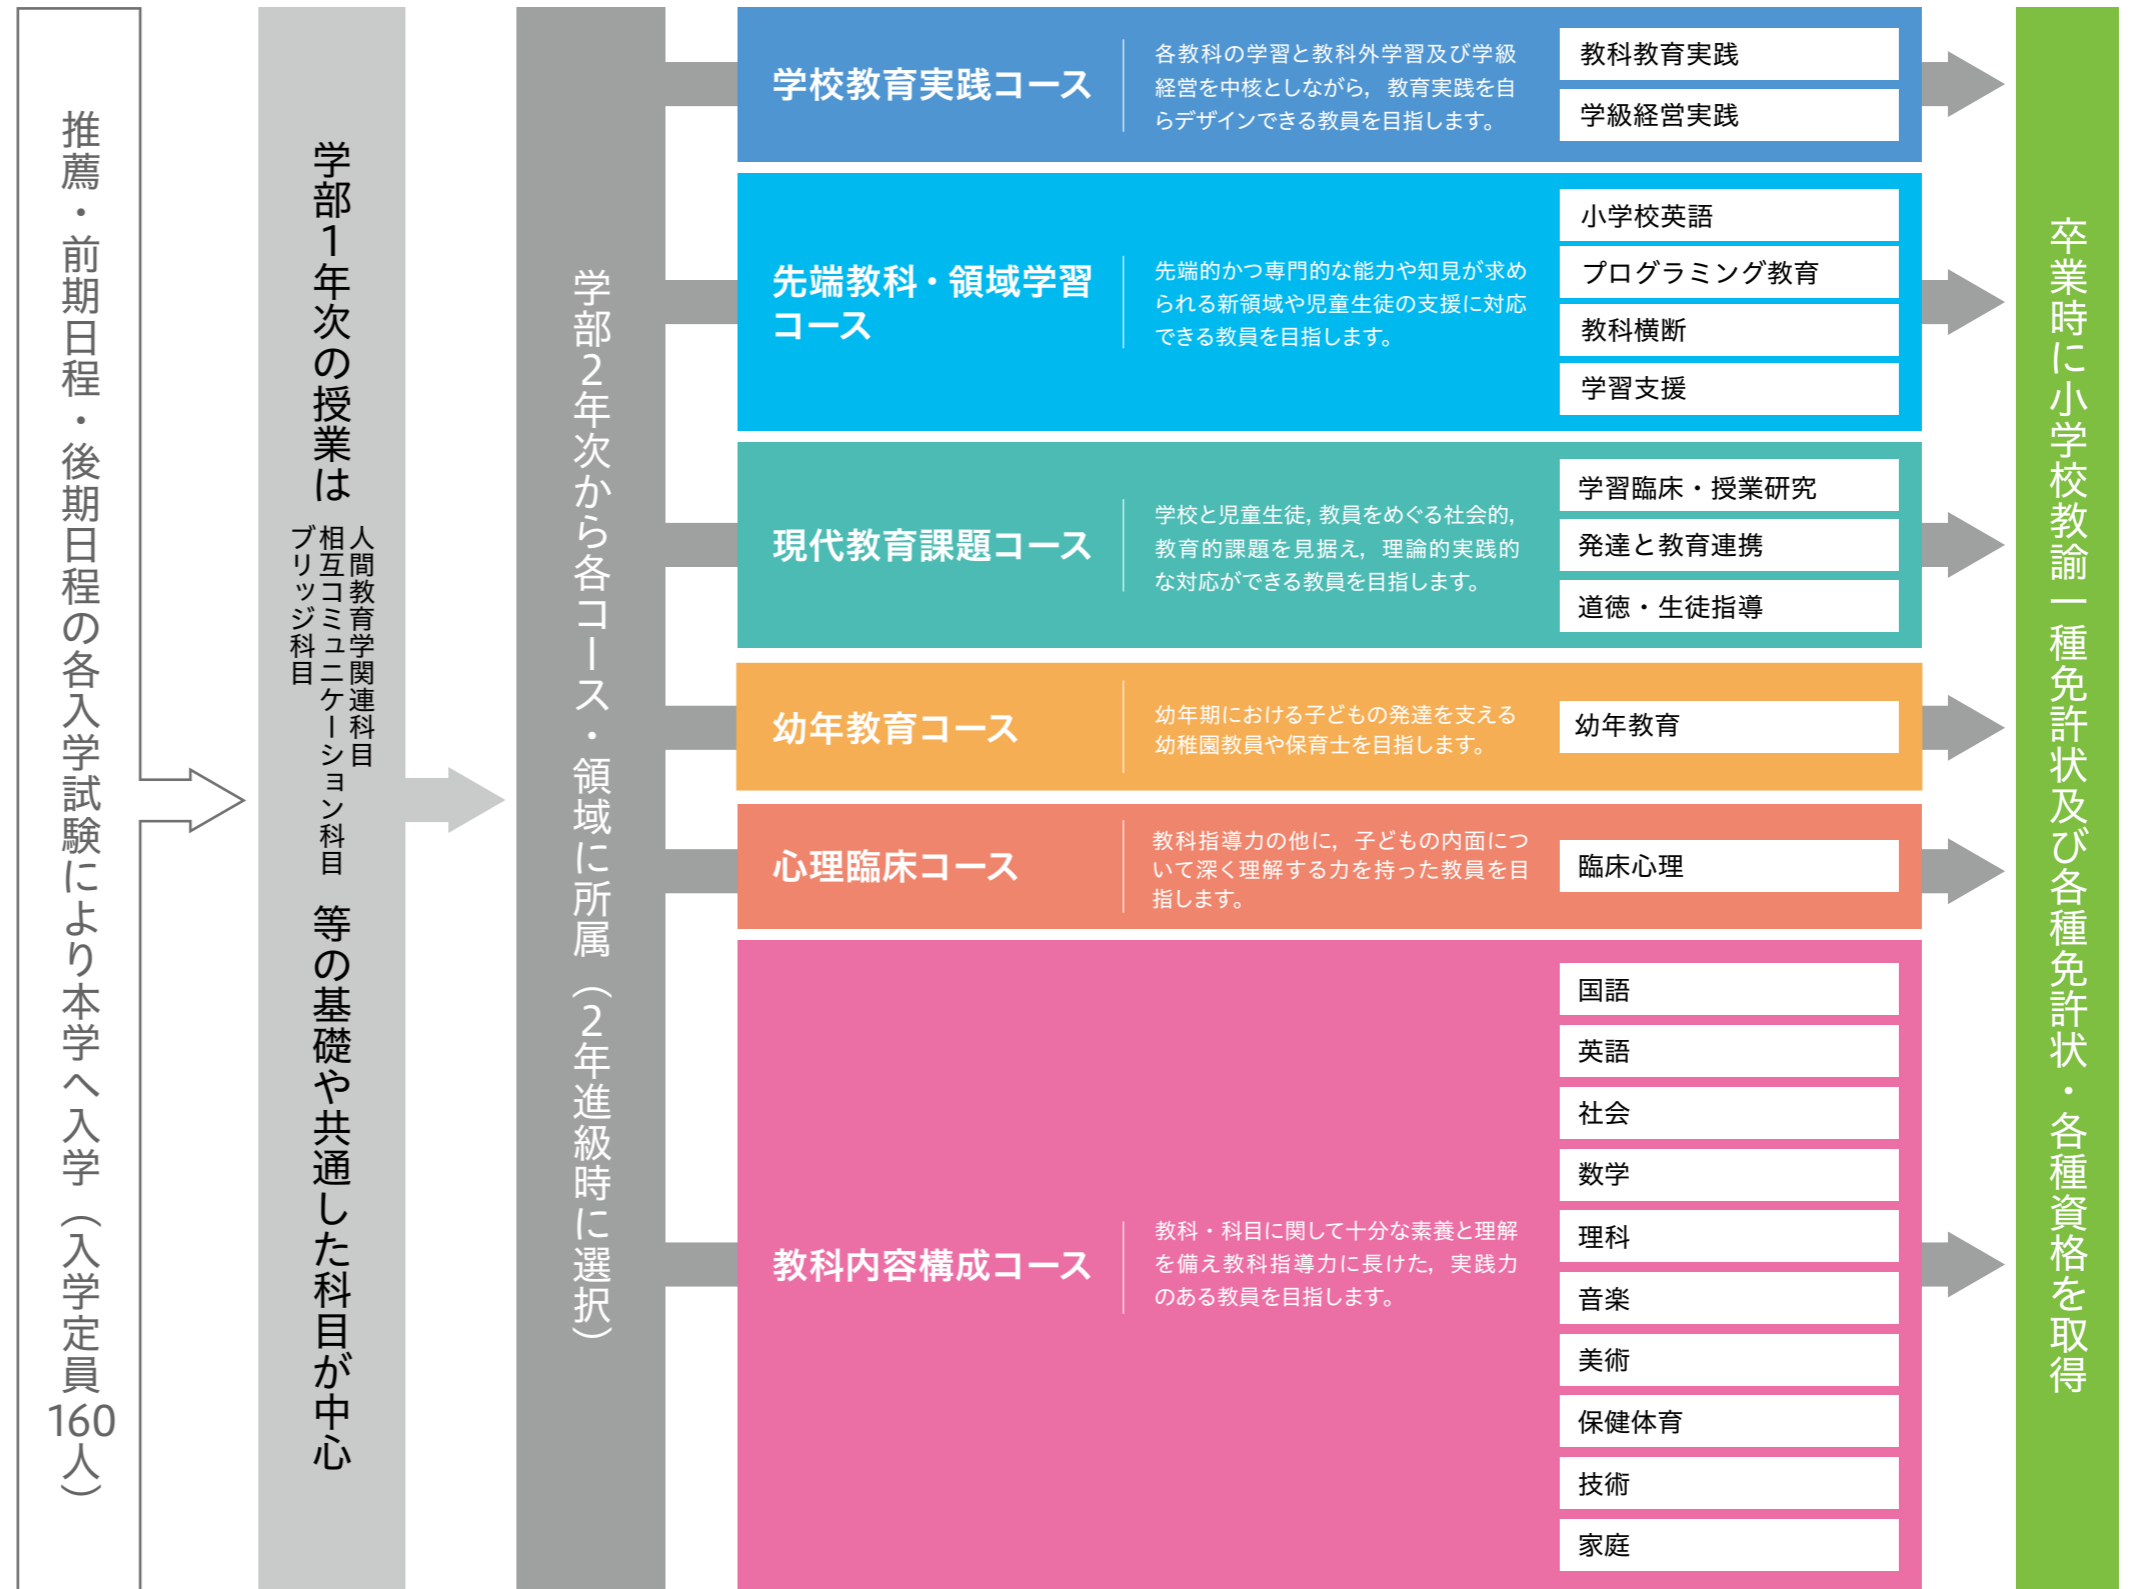 推薦・前期日程・後期日程の各入学試験により本学へ入学（入学定員160人）
学部1年次の授業は
人間教育学関連科目
相互コミュニケーション科目
ブリッジ科目
等の基礎や共通した科目が中心
学部2年次から各コース・領域に所属（2年進級時に選択）
学校教育実践コース
各教科の学習と教科外学習及び学級
経営を中核としながら，教育実践を自
らデザインできる教員を目指します。
教科教育実践
学級経営実践
先端教科・領域学習
コース
先端的かつ専門的な能力や知見が求め
られる新領域や児童生徒の支援に対応
できる教員を目指します。
小学校英語
プログラミング教育
教科横断
学習支援
現代教育課題コース
学校と児童生徒，教員をめぐる社会的，
教育的課題を見据え，理論的実践的
な対応ができる教員を目指します。
学習臨床・授業研究
発達と教育連携
道徳・生徒指導
幼年教育コース
幼年期における子どもの発達を支える
幼稚園教員や保育士を目指します。
幼年教育
心理臨床コース
教科指導力の他に，子どもの内面につ
いて深く理解する力を持った教員を目
指します。
臨床心理
教科内容構成コース
教科・科目に関して十分な素養と理解
を備え教科指導力に長けた，実践力
のある教員を目指します。
国語
英語
社会
数学
理科
音楽
美術
保健体育
技術
家庭
卒業時に小学校教諭一種免許状及び各種免許状・各種資格を取得